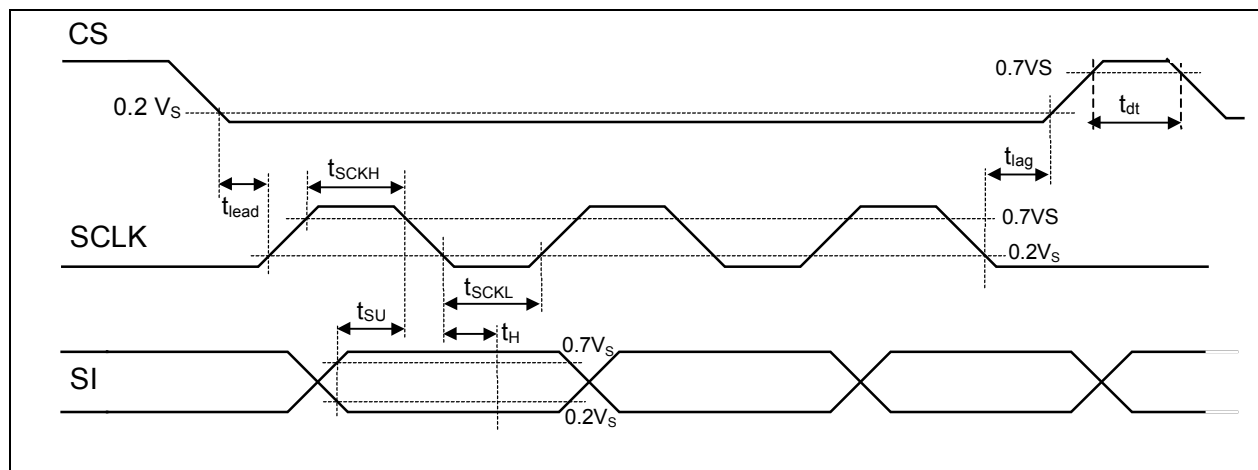 CS
0.7VS
0.2 VS
tdt
tSCKH
tlag
tlead
0.7VS
SCLK
0.2VS
tSCKL
tSU
tH
0.7VS
SI
0.2VS